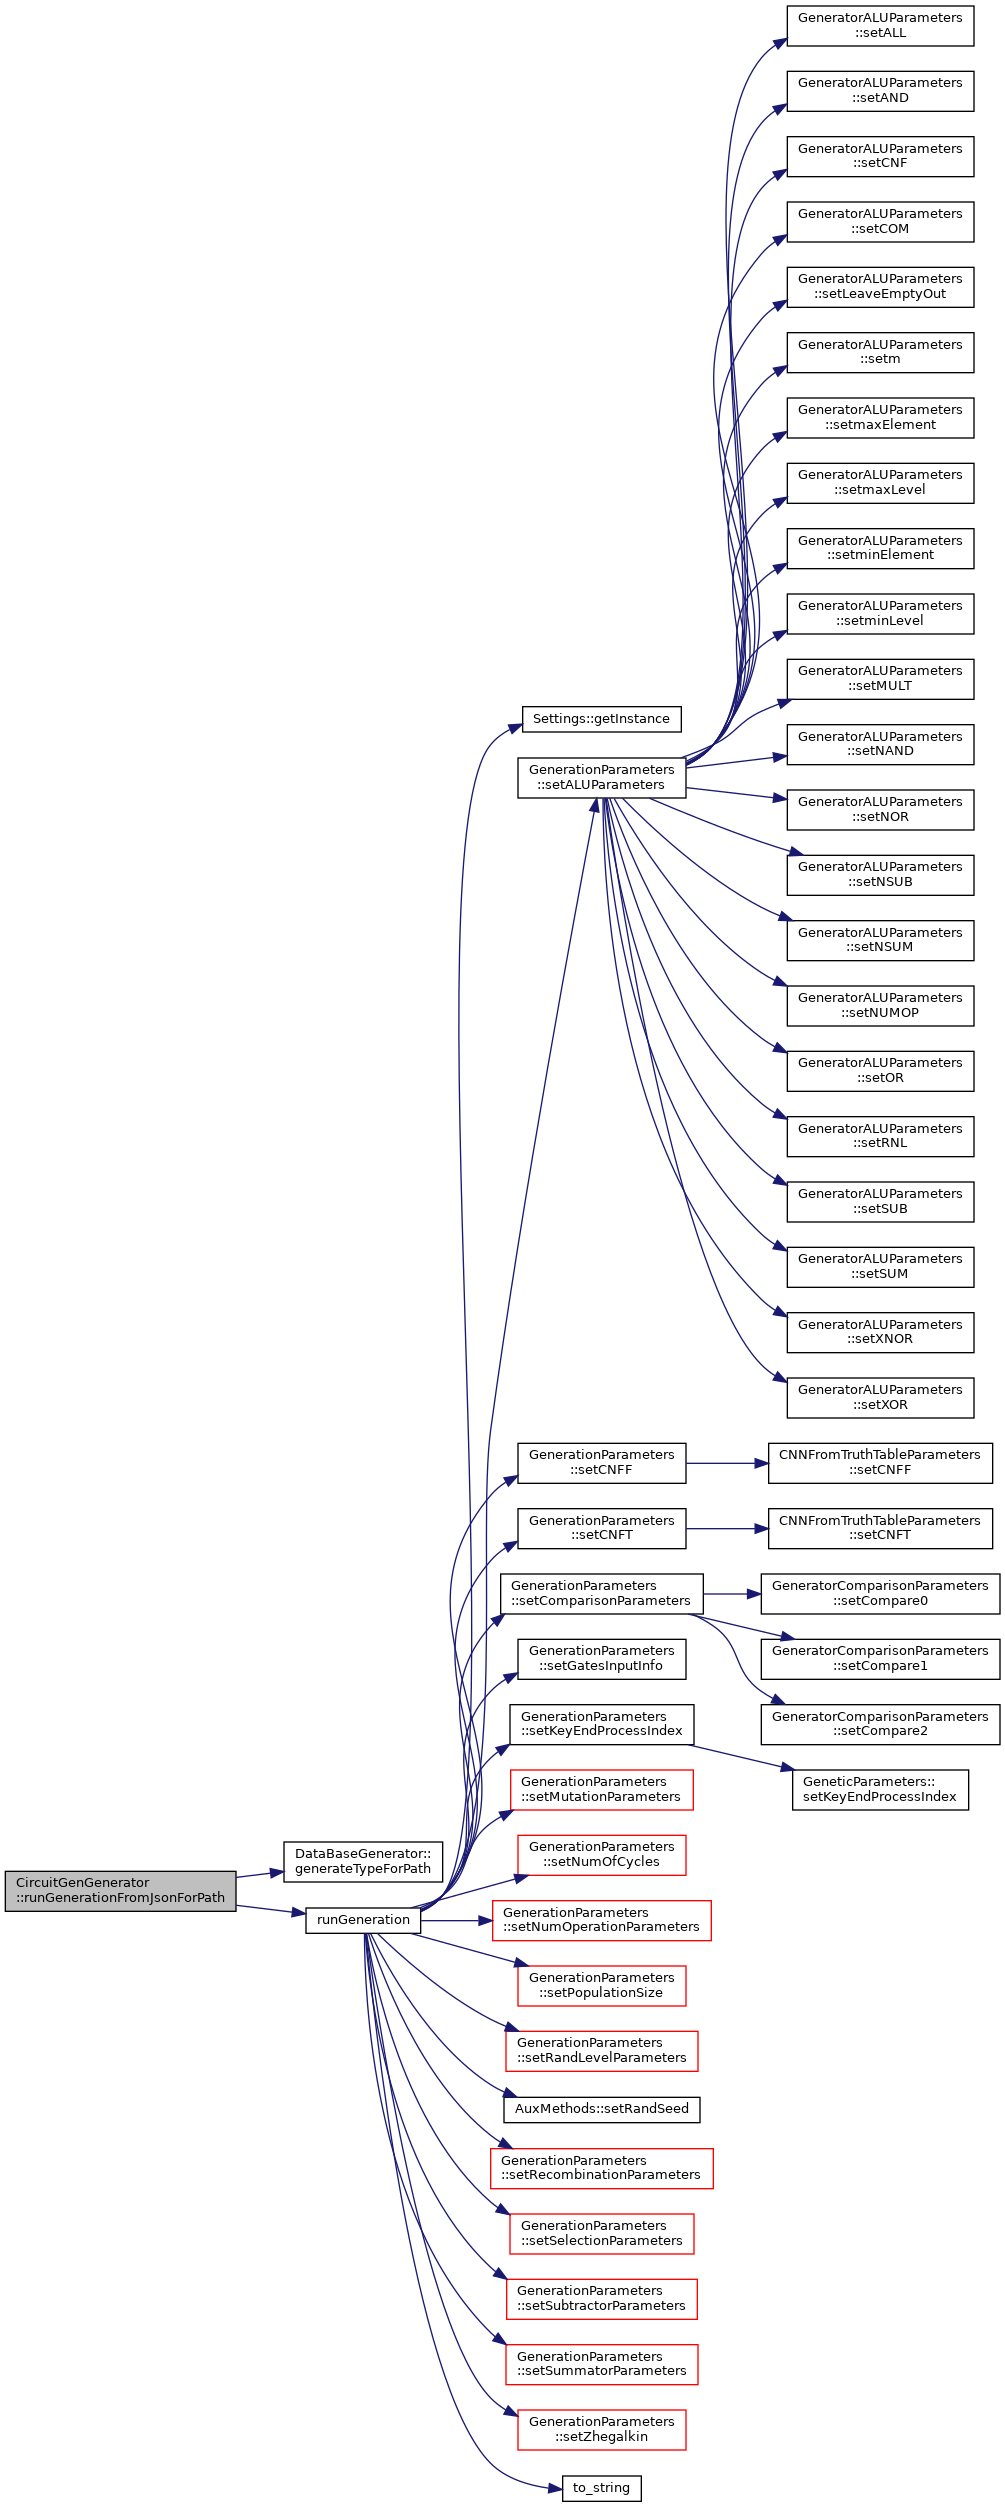 GeneratorALUParameters
::setALL
GeneratorALUParameters
::setAND
GeneratorALUParameters
::setCNF
GeneratorALUParameters
::setCOM
GeneratorALUParameters
::setLeaveEmptyOut
GeneratorALUParameters
::setm
GeneratorALUParameters
::setmaxElement
GeneratorALUParameters
::setmaxLevel
GeneratorALUParameters
::setminElement
GeneratorALUParameters
::setminLevel
GeneratorALUParameters
::setMULT
Settings::getInstance
GeneratorALUParameters
::setNAND
GenerationParameters
::setALUParameters
GeneratorALUParameters
::setNOR
GeneratorALUParameters
::setNSUB
GeneratorALUParameters
::setNSUM
GeneratorALUParameters
::setNUMOP
GeneratorALUParameters
::setOR
GeneratorALUParameters
::setRNL
GeneratorALUParameters
::setSUB
GeneratorALUParameters
::setSUM
GeneratorALUParameters
::setXNOR
GeneratorALUParameters
::setXOR
GenerationParameters
::setCNFF
CNNFromTruthTableParameters
::setCNFF
GenerationParameters
::setCNFT
CNNFromTruthTableParameters
::setCNFT
GenerationParameters
::setComparisonParameters
GeneratorComparisonParameters
::setCompare0
GenerationParameters
::setGatesInputInfo
GeneratorComparisonParameters
::setCompare1
GenerationParameters
::setKeyEndProcessIndex
GeneratorComparisonParameters
::setCompare2
GenerationParameters
::setMutationParameters
GeneticParameters::
setKeyEndProcessIndex
DataBaseGenerator::
generateTypeForPath
GenerationParameters
::setNumOfCycles
CircuitGenGenerator
::runGenerationFromJsonForPath
runGeneration
GenerationParameters
::setNumOperationParameters
GenerationParameters
::setPopulationSize
GenerationParameters
::setRandLevelParameters
AuxMethods::setRandSeed
GenerationParameters
::setRecombinationParameters
GenerationParameters
::setSelectionParameters
GenerationParameters
::setSubtractorParameters
GenerationParameters
::setSummatorParameters
GenerationParameters
::setZhegalkin
to_string